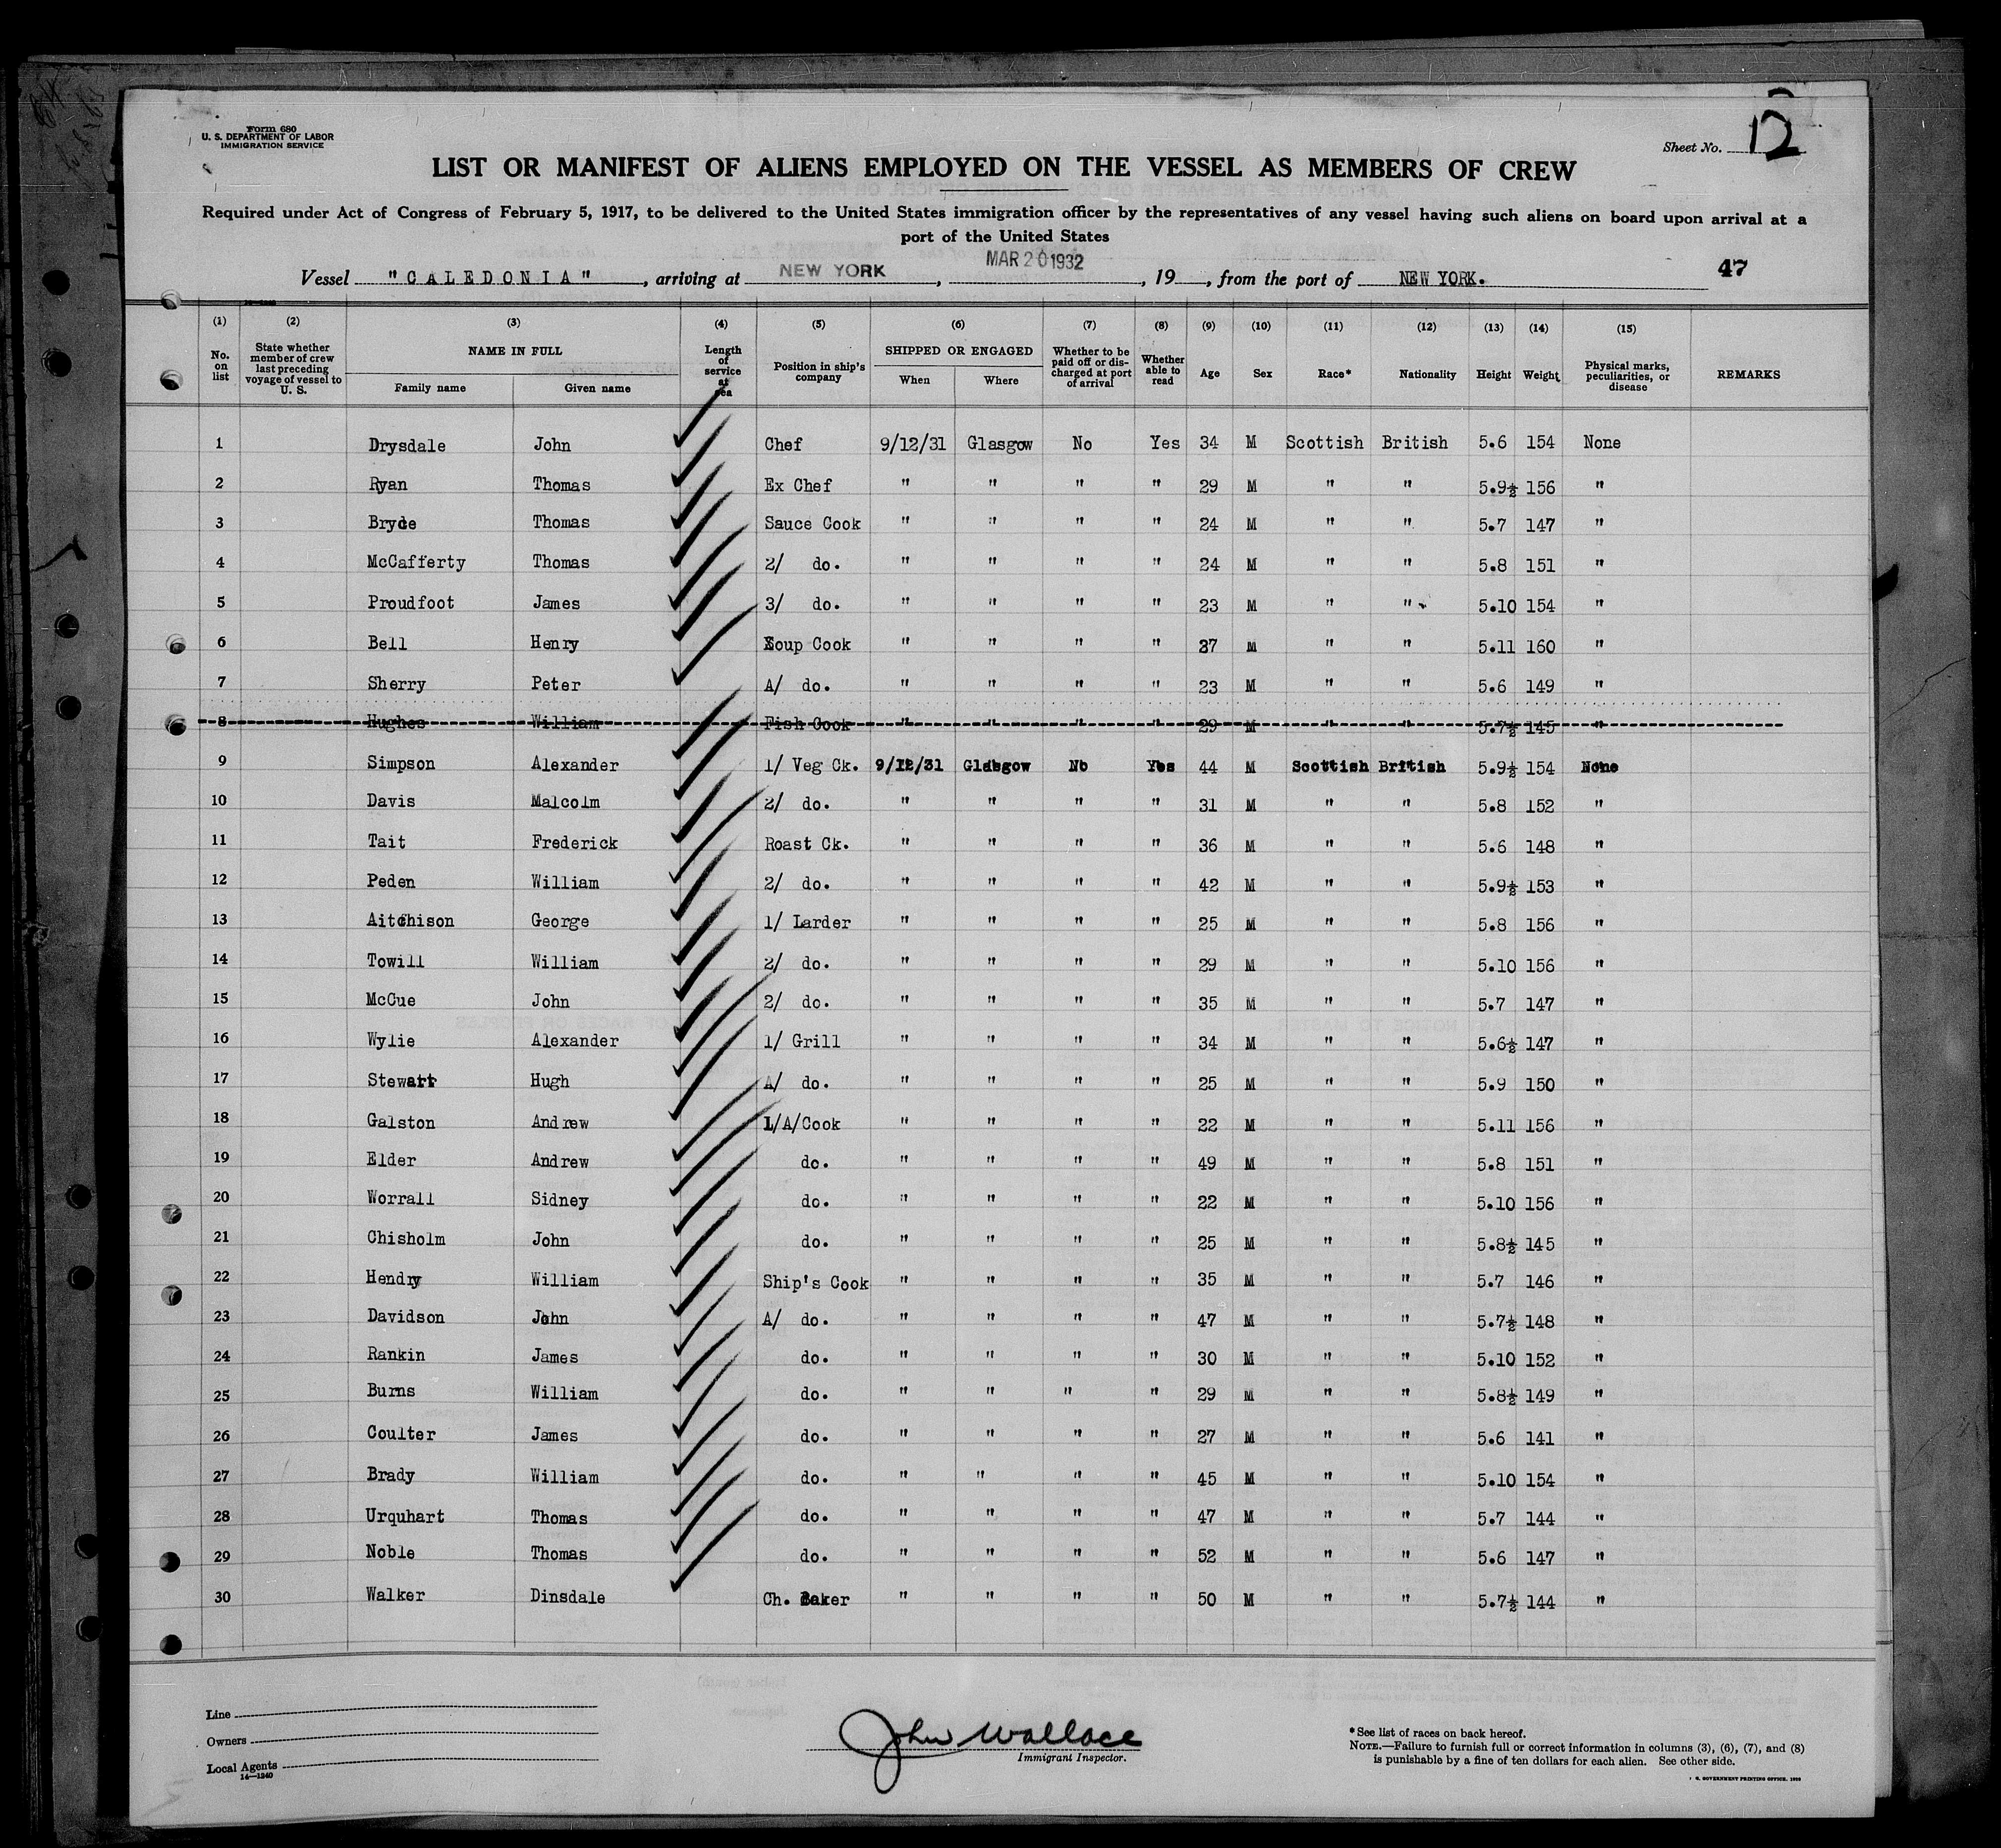 Form 680
U. S. DEPARTMENT OF LABOR
IMMIGRATION SERVICE
Sheet No. 12
LIST OR MANIFEST OF ALIENS EMPLOYED ON THE VESSEL AS MEMBERS OF CREW
Required under Act of Congress of February 5, 1917, to be delivered to the United States immigration officer by the representatives of any vessel having such aliens on board upon arrival at a
port of the United States
Vessel "CALEDONIA", arriving at NEW YORK, MAR 20 1932, 19 , from the port of NEW YORK. 47
(1) (2) (3) (4) (5) (6) (7) (8) (9) (10) (11) (12) (13) (14) (15)
No. on list State whether member of crew last preceding voyage of vessel to U. S. NAME IN FULL Family name Given name Length of service at sea Position in ship's company SHIPPED OR ENGAGED When Where Whether to be paid off or discharged at port of arrival Whether able to read Age Sex Race* Nationality Height Weight Physical marks, peculiarities, or disease REMARKS
1 Drysdale John Chef 9/12/31 Glasgow No Yes 34 M Scottish British 5.6 154 None
2 Ryan Thomas Ex Chef " " " " 29 M " " 5.9½ 156 "
3 Bryce Thomas Sauce Cook " " " " 24 M " " 5.7 147 "
4 McCafferty Thomas 2/ do. " " " " 24 M " " 5.8 151 "
5 Proudfoot James 3/ do. " " " " 23 M " " 5.10 154 "
6 Bell Henry Soup Cook " " " " 37 M " " 5.11 160 "
7 Sherry Peter A/ do. " " " " 23 M " " 5.6 149 "
8 Hughes William Fish Cook " " " " 29 M " " 5.7½ 145 "
9 Simpson Alexander 1/ Veg Ck. 9/12/31 Glasgow No Yes 44 M Scottish British 5.9½ 154 None
10 Davis Malcolm 2/ do. " " " " 31 M " " 5.8 152 "
11 Tait Frederick Roast Ck. " " " " 36 M " " 5.6 148 "
12 Peden William 2/ do. " " " " 42 M " " 5.9½ 153 "
13 Aitchison George 1/ Larder " " " " 25 M " " 5.8 156 "
14 Towill William 2/ do. " " " " 29 M " " 5.10 156 "
15 McCue John 2/ do. " " " " 35 M " " 5.7 147 "
16 Wylie Alexander 1/ Grill " " " " 34 M " " 5.6½ 147 "
17 Stewart Hugh A/ do. " " " " 25 M " " 5.9 150 "
18 Galston Andrew 1/A/Cook " " " " 22 M " " 5.11 156 "
19 Elder Andrew do. " " " " 49 M " " 5.8 151 "
20 Worrall Sidney do. " " " " 22 M " " 5.10 156 "
21 Chisholm John do. " " " " 25 M " " 5.8½ 145 "
22 Hendry William Ship's Cook " " " " 35 M " " 5.7 146 "
23 Davidson John A/ do. " " " " 47 M " " 5.7½ 148 "
24 Rankin James do. " " " " 30 M " " 5.10 152 "
25 Burns William do. " " " " 29 M " " 5.8½ 149 "
26 Coulter James do. " " " " 27 M " " 5.6 141 "
27 Brady William do. " " " " 45 M " " 5.10 154 "
28 Urquhart Thomas do. " " " " 47 M " " 5.7 144 "
29 Noble Thomas do. " " " " 52 M " " 5.6 147 "
30 Walker Dinsdale Ch. Baker " " " " 50 M " " 5.7½ 144 "
Line
Owners
Local Agents
14—1240
John Wallace
Immigrant Inspector.
* See list of races on back hereof.
NOTE.—Failure to furnish full or correct information in columns (3), (6), (7), and (8)
is punishable by a fine of ten dollars for each alien. See other side.
GOVERNMENT PRINTING OFFICE